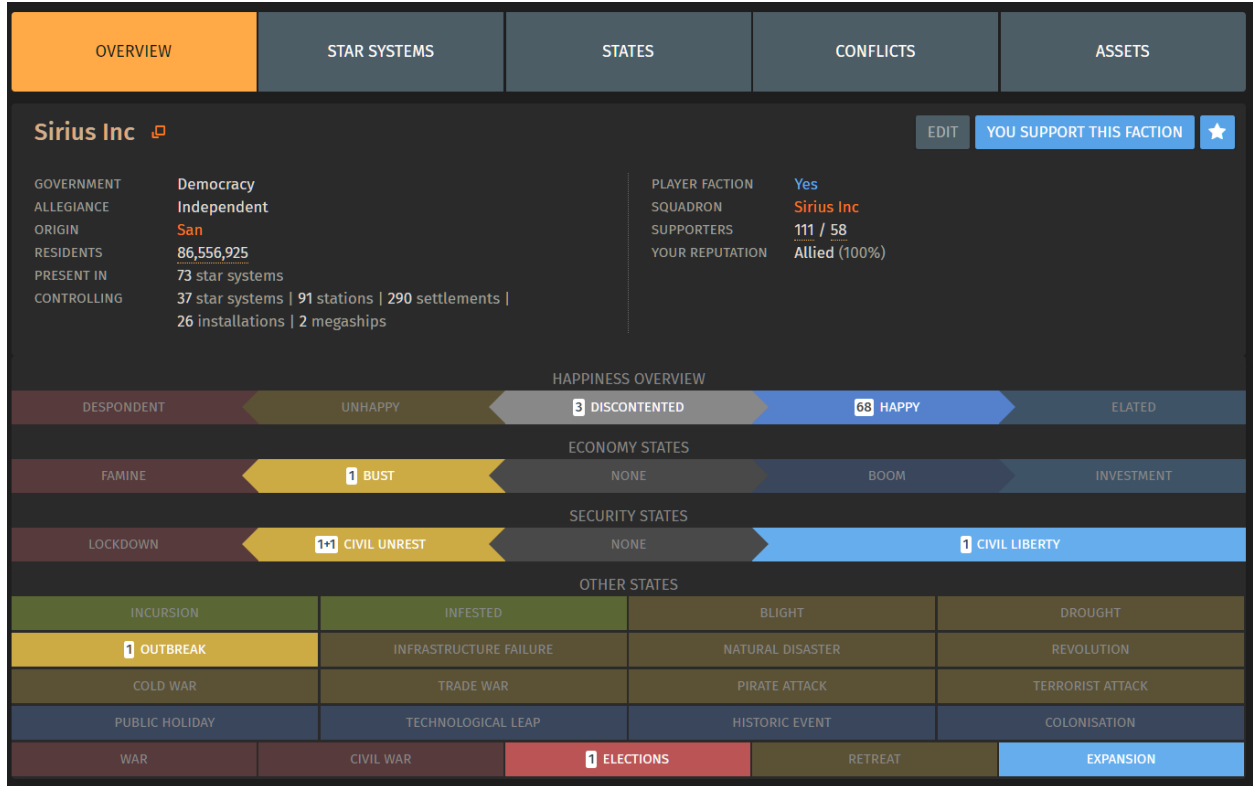 OVERVIEW STAR SYSTEMS STATES CONFLICTS ASSETS
Sirius Inc EDIT YOU SUPPORT THIS FACTION
GOVERNMENT Democracy PLAYER FACTION Yes
ALLEGIANCE Independent SQUADRON Sirius Inc
ORIGIN San SUPPORTERS 111 / 58
RESIDENTS 86,556,925 YOUR REPUTATION Allied (100%)
PRESENT IN 73 star systems
CONTROLLING 37 star systems | 91 stations | 290 settlements |
26 installations | 2 megaships
HAPPINESS OVERVIEW
DESPONDENT UNHAPPY 3 DISCONTENTED 68 HAPPY ELATED
ECONOMY STATES
FAMINE 1 BUST NONE BOOM INVESTMENT
SECURITY STATES
LOCKDOWN 1+1 CIVIL UNREST NONE 1 CIVIL LIBERTY
OTHER STATES
INCURSION INFESTED BLIGHT DROUGHT
1 OUTBREAK INFRASTRUCTURE FAILURE NATURAL DISASTER REVOLUTION
COLD WAR TRADE WAR PIRATE ATTACK TERRORIST ATTACK
PUBLIC HOLIDAY TECHNOLOGICAL LEAP HISTORIC EVENT COLONISATION
WAR CIVIL WAR 1 ELECTIONS RETREAT EXPANSION